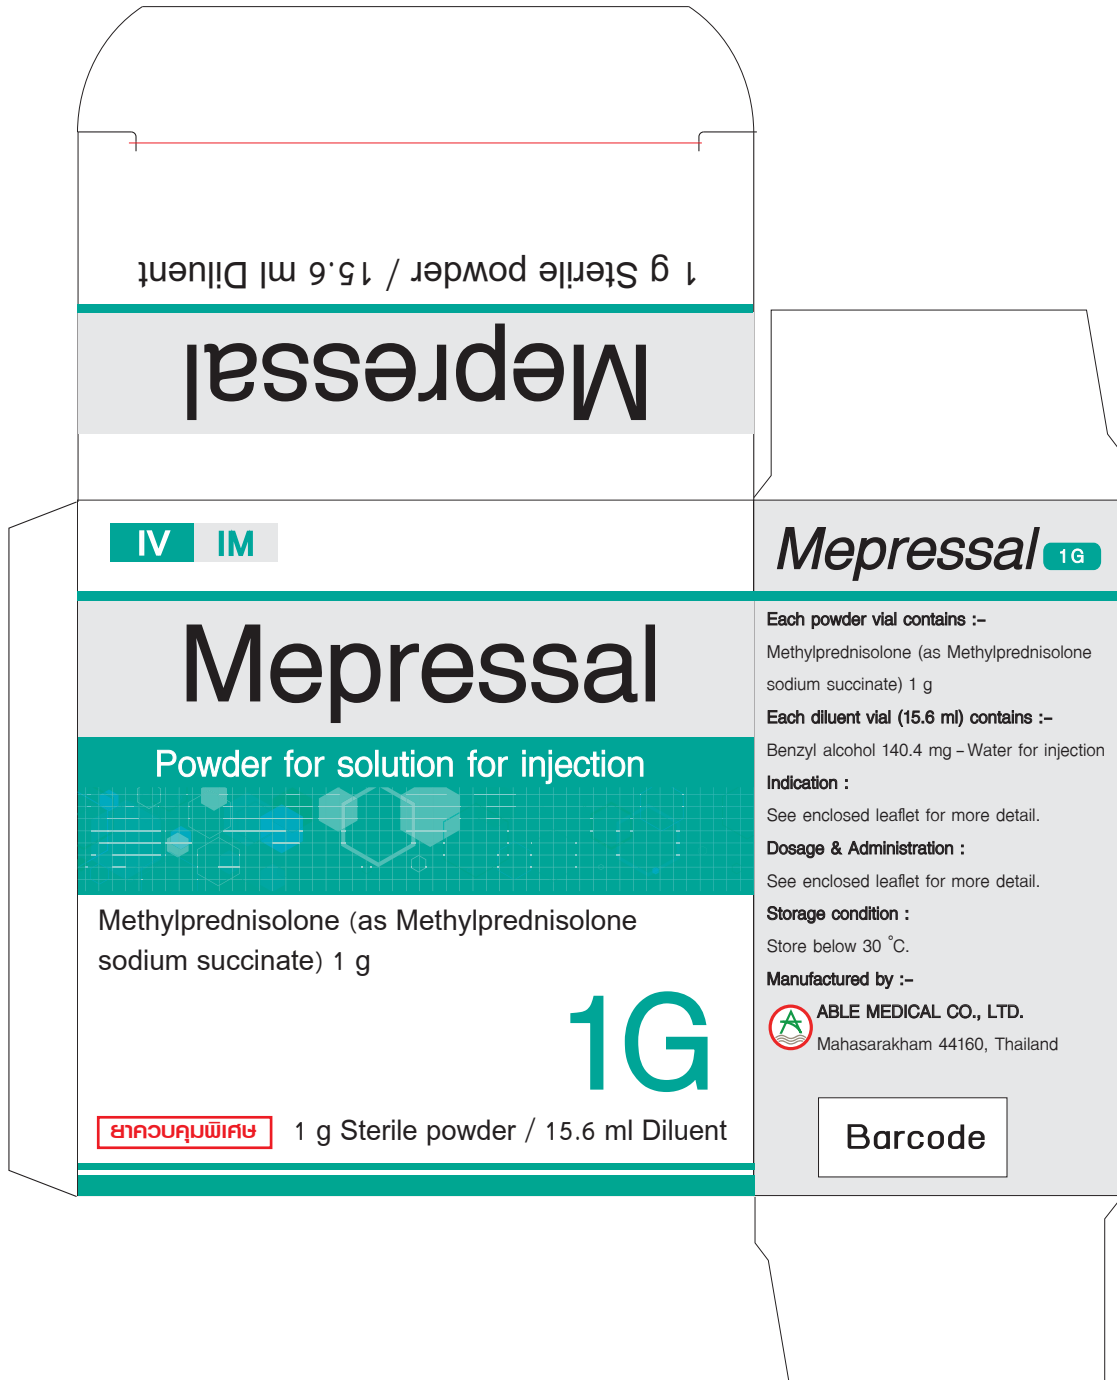 1 g Sterile powder / 15.6 ml Diluent
Mepressal
IV IM
Mepressal
Powder for solution for injection
Methylprednisolone (as Methylprednisolone
sodium succinate) 1 g
1G
ยาควบคุมพิเศษ 1 g Sterile powder / 15.6 ml Diluent
Mepressal 1G
Each powder vial contains :-
Methylprednisolone (as Methylprednisolone
sodium succinate) 1 g
Each diluent vial (15.6 ml) contains :-
Benzyl alcohol 140.4 mg - Water for injection
Indication :
See enclosed leaflet for more detail.
Dosage & Administration :
See enclosed leaflet for more detail.
Storage condition :
Store below 30 °C.
Manufactured by :-
ABLE MEDICAL CO., LTD.
Mahasarakham 44160, Thailand
Barcode